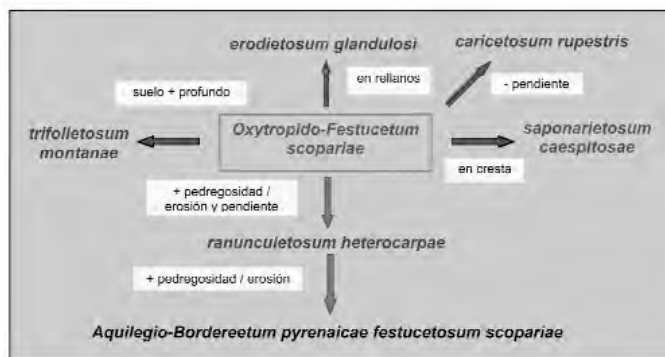 erodietosum glandulosi
caricetosum rupestris
en rellanos
- pendiente
suelo + profundo
trifolietosum
montanae
Oxytropido-Festucetum
scopariae
saponarietosum
caespitosae
en cresta
+ pedregosidad /
erosión y pendiente
ranunculetosum heterocarpae
+ pedregosidad / erosión
Aquilegio-Bordereetum pyrenaicae festucetosum scopariae